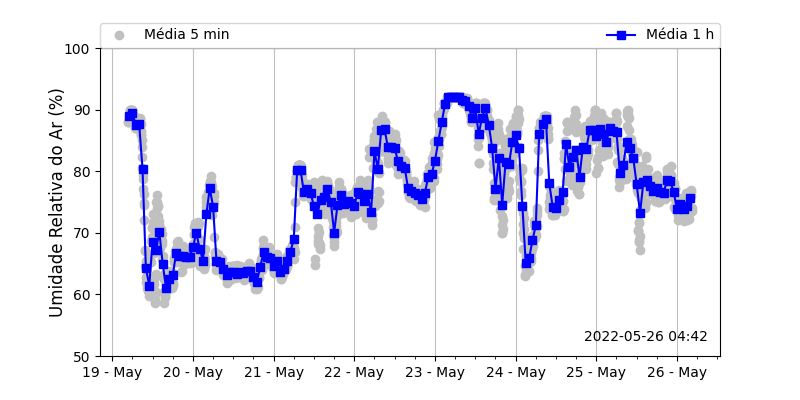 Média 5 min
Média 1 h
Umidade Relativa do Ar (%)
100
90
80
70
60
50
2022-05-26 04:42
19 - May
20 - May
21 - May
22 - May
23 - May
24 - May
25 - May
26 - May